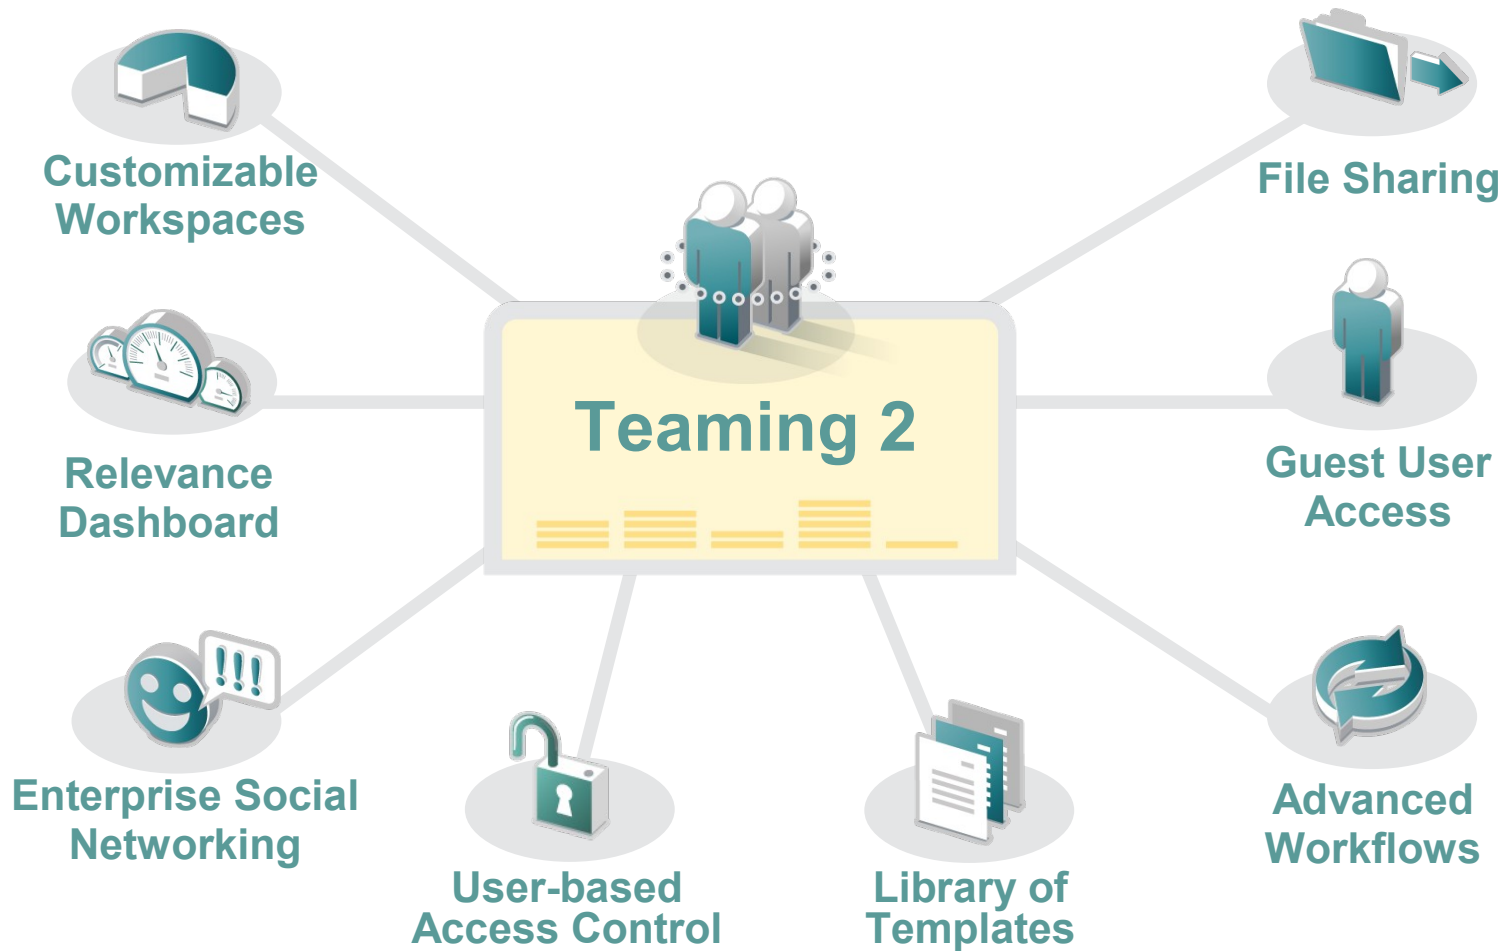 Customizable
Workspaces
File Sharing
Teaming 2
Relevance
Dashboard
Guest User
Access
Enterprise Social
Networking
User-based
Access Control
Library of
Templates
Advanced
Workflows